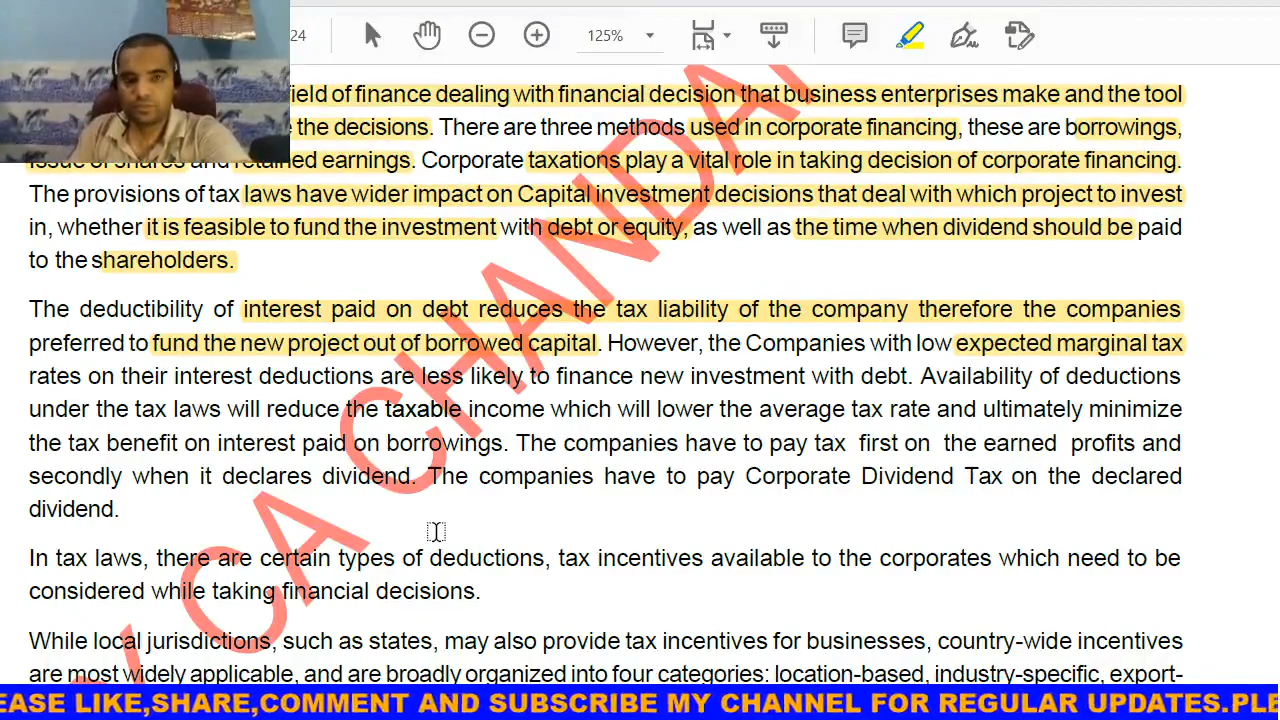 24
125%
ield of finance dealing with financial decision that business enterprises make and the tool
the decisions. There are three methods used in corporate financing, these are borrowings,
issue of shares and retained earnings. Corporate taxations play a vital role in taking decision of corporate financing.
The provisions of tax laws have wider impact on Capital investment decisions that deal with which project to invest
in, whether it is feasible to fund the investment with debt or equity, as well as the time when dividend should be paid
to the shareholders.
The deductibility of interest paid on debt reduces the tax liability of the company therefore the companies
preferred to fund the new project out of borrowed capital. However, the Companies with low expected marginal tax
rates on their interest deductions are less likely to finance new investment with debt. Availability of deductions
under the tax laws will reduce the taxable income which will lower the average tax rate and ultimately minimize
the tax benefit on interest paid on borrowings. The companies have to pay tax first on the earned profits and
secondly when it declares dividend. The companies have to pay Corporate Dividend Tax on the declared
dividend.
In tax laws, there are certain types of deductions, tax incentives available to the corporates which need to be
considered while taking financial decisions.
While local jurisdictions, such as states, may also provide tax incentives for businesses, country-wide incentives
are most widely applicable, and are broadly organized into four categories: location-based, industry-specific, export-
CA CHANDA
EASE LIKE,SHARE,COMMENT AND SUBSCRIBE MY CHANNEL FOR REGULAR UPDATES.PLE